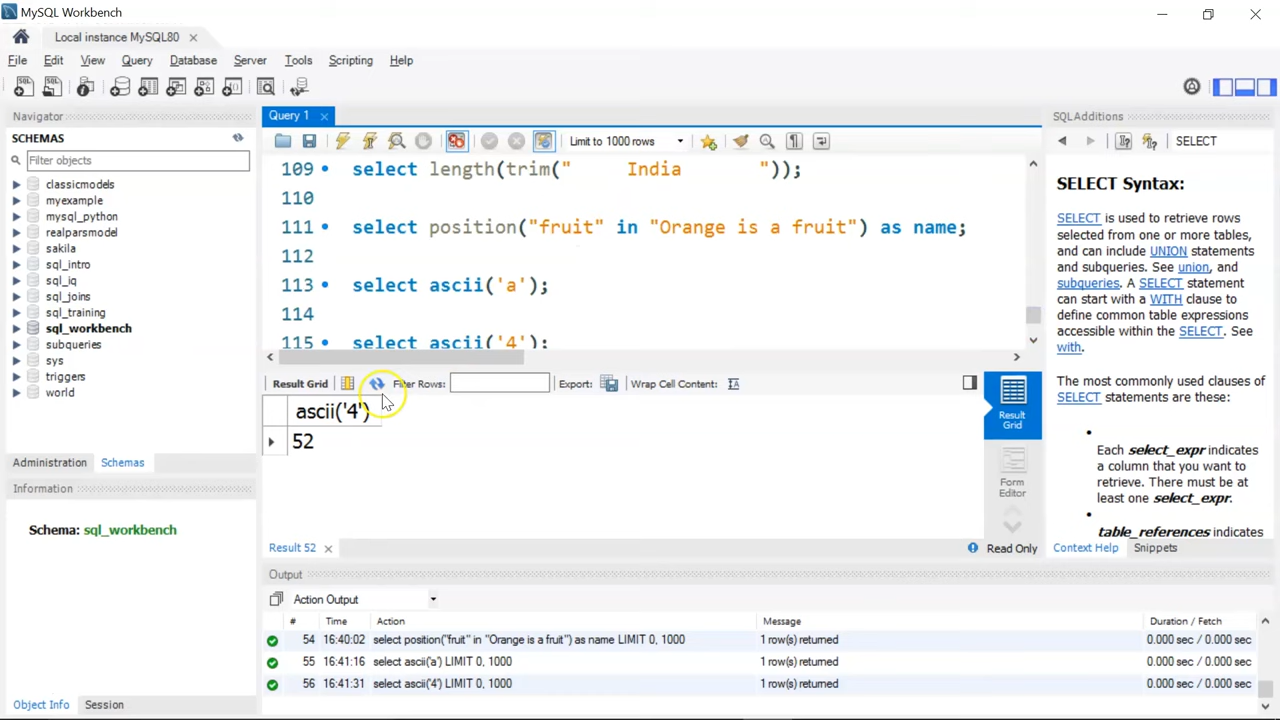 MySQL Workbench
Local instance MySQL80
File Edit View Query Database Server Tools Scripting Help
Navigator
SCHEMAS
Filter objects
classicmodels
myexample
mysql_python
realparsmodel
sakila
sql_intro
sql_iq
sql_joins
sql_training
sql_workbench
subqueries
sys
triggers
world
Administration Schemas
Information
Schema: sql_workbench
Object Info Session
Query 1
Limit to 1000 rows
109 select length(trim("     India       "));
110
111 select position("fruit" in "Orange is a fruit") as name;
112
113 select ascii('a');
114
115 select ascii('4');
Result Grid Filter Rows: Export: Wrap Cell Content:
ascii('4')
52
Result Grid
Form Editor
Result 52
Read Only
Output
Action Output
# Time Action Message Duration / Fetch
54 16:40:02 select position("fruit" in "Orange is a fruit") as name LIMIT 0, 1000 1 row(s) returned 0.000 sec / 0.000 sec
55 16:41:16 select ascii('a') LIMIT 0, 1000 1 row(s) returned 0.000 sec / 0.000 sec
56 16:41:31 select ascii('4') LIMIT 0, 1000 1 row(s) returned 0.000 sec / 0.000 sec
SQLAdditions
SELECT
SELECT Syntax:
SELECT is used to retrieve rows
selected from one or more tables,
and can include UNION statements
and subqueries. See union, and
subqueries. A SELECT statement
can start with a WITH clause to
define common table expressions
accessible within the SELECT. See
with.
The most commonly used clauses of
SELECT statements are these:
Each select_expr indicates
a column that you want to
retrieve. There must be at
least one select_expr.
table_references indicates
Context Help Snippets